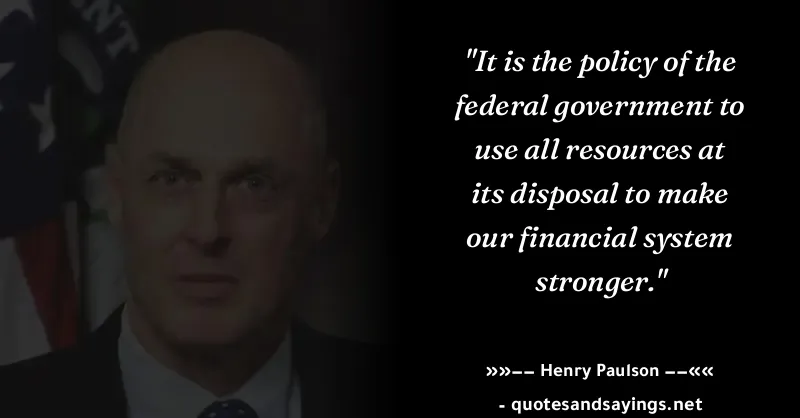 "It is the policy of the
federal government to
use all resources at
its disposal to make
our financial system
stronger."
»»–– Henry Paulson ––««
- quotesandsayings.net